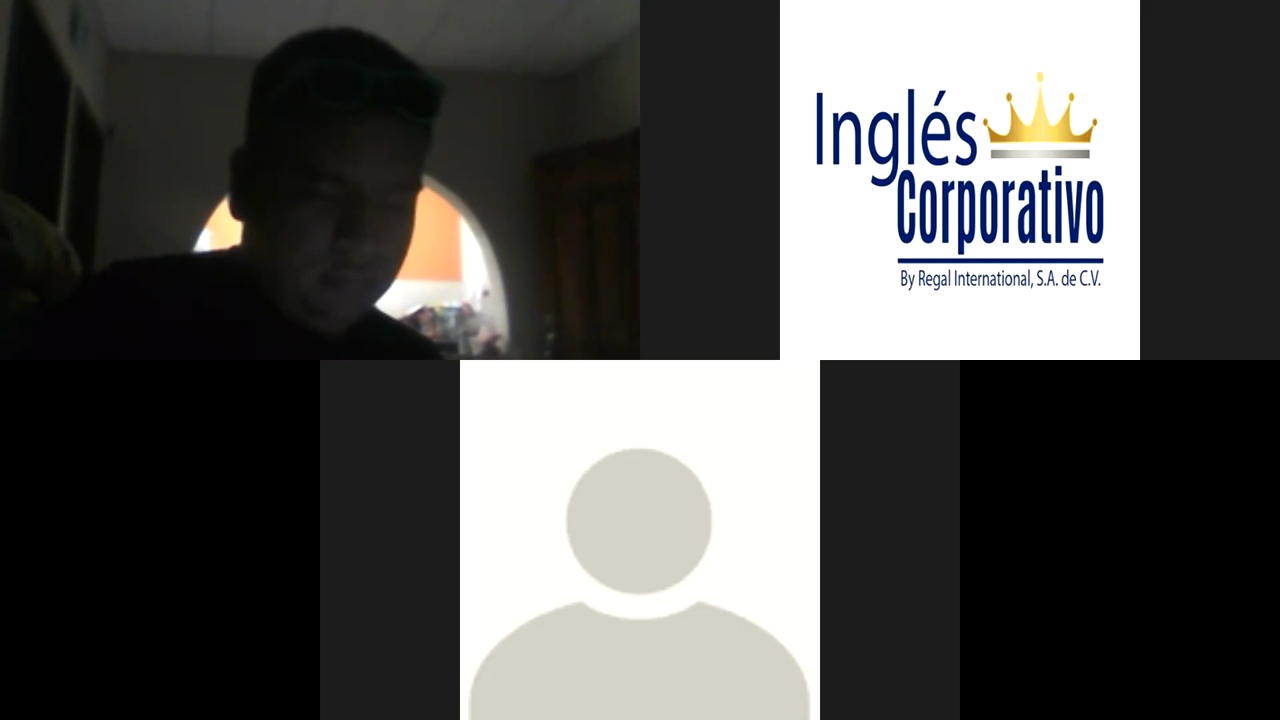 Inglés
Corporativo
By Regal International, S.A. de C.V.